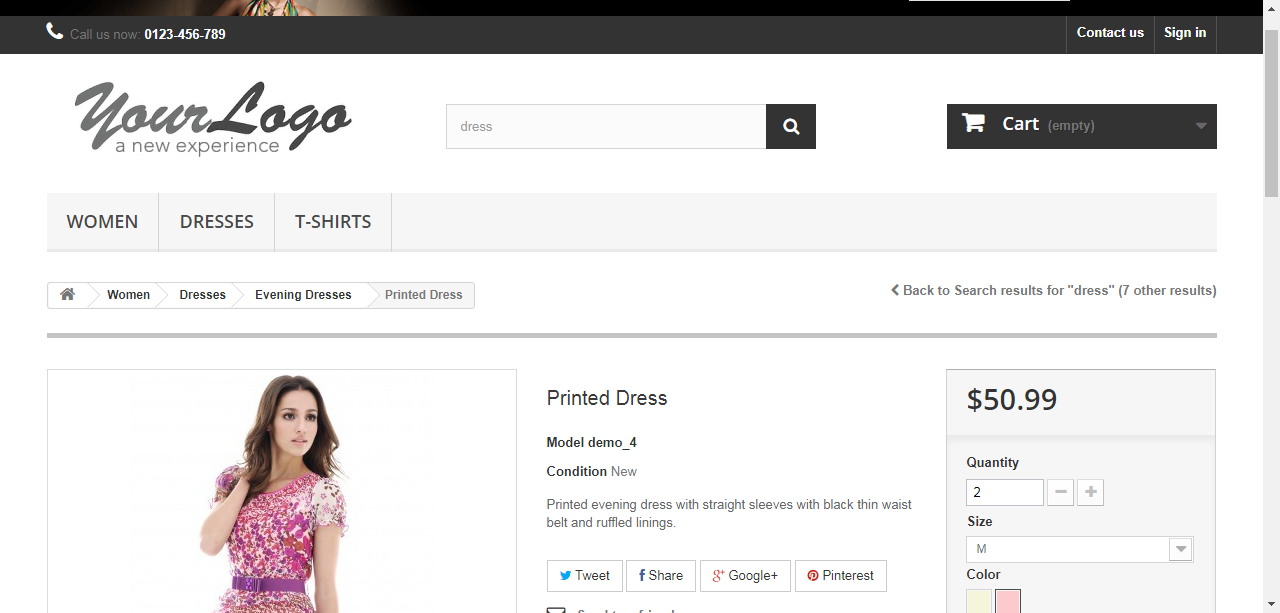 Call us now: 0123-456-789
Contact us
Sign in
YourLogo
a new experience
dress
Cart (empty)
WOMEN
DRESSES
T-SHIRTS
Women
Dresses
Evening Dresses
Printed Dress
Back to Search results for "dress" (7 other results)
Printed Dress
Model demo_4
Condition New
Printed evening dress with straight sleeves with black thin waist
belt and ruffled linings.
Tweet
Share
Google+
Pinterest
Send to a friend
$50.99
Quantity
2
Size
M
Color